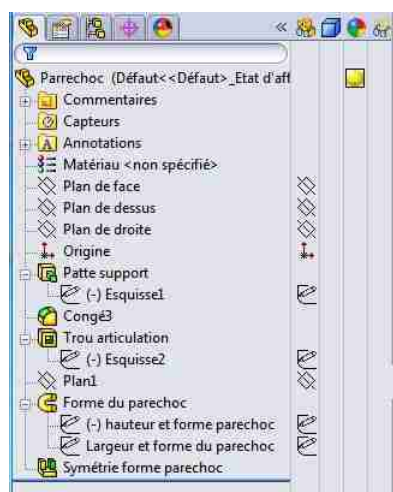 «
Parrechoc (Défaut<<Défaut>_Etat d'aff
Commentaires
Capteurs
A Annotations
Matériau <non spécifié>
Plan de face
Plan de dessus
Plan de droite
Origine
Patte support
(-) Esquisse1
Congé3
Trou articulation
(-) Esquisse2
Plan1
Forme du parechoc
(-) hauteur et forme parechoc
Largeur et forme du parechoc
Symétrie forme parechoc